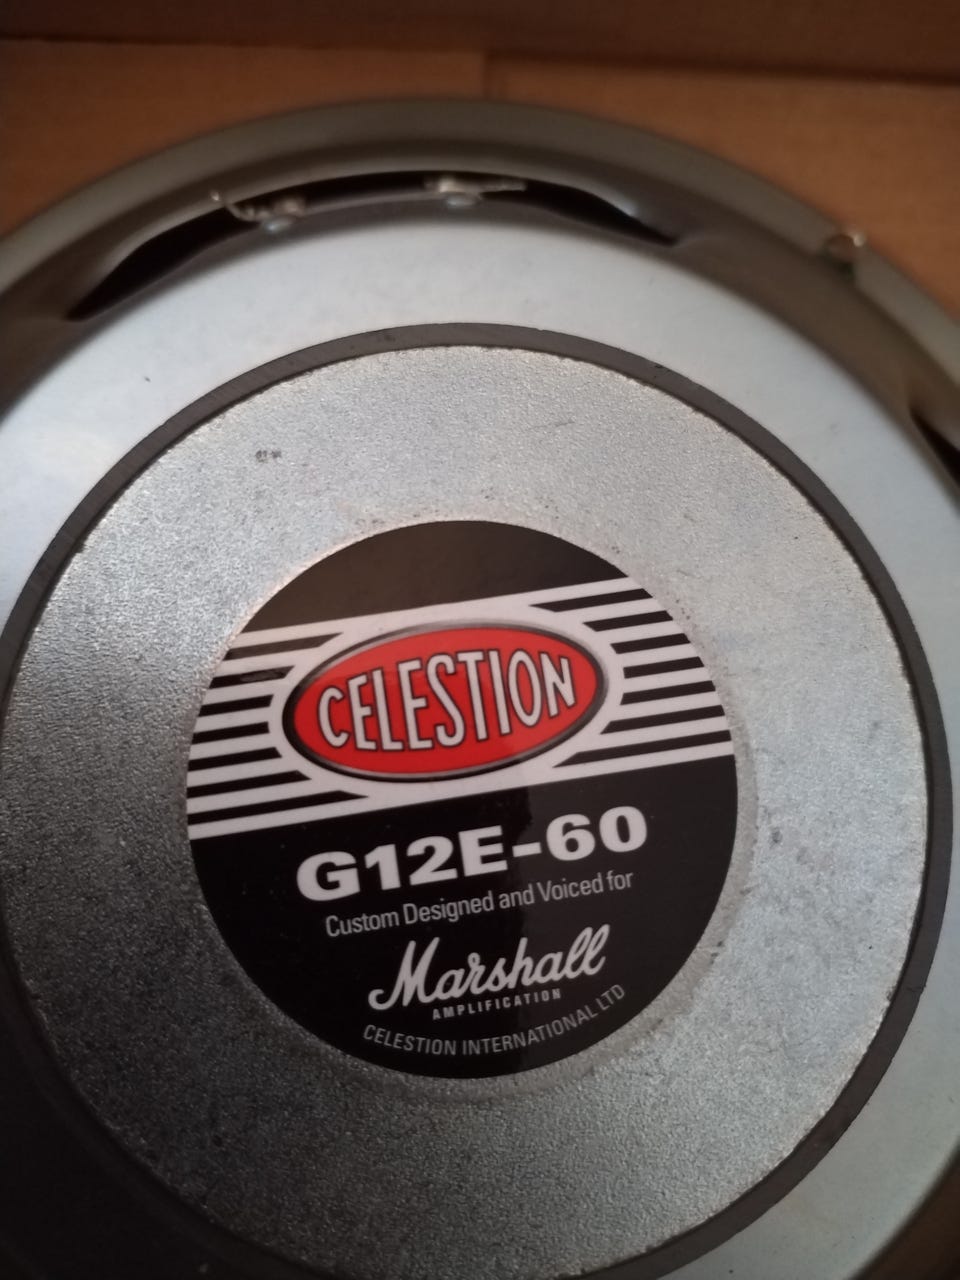 CELESTION
G12E-60
Custom Designed and Voiced for
Marshall
AMPLIFICATION
CELESTION INTERNATIONAL LTD